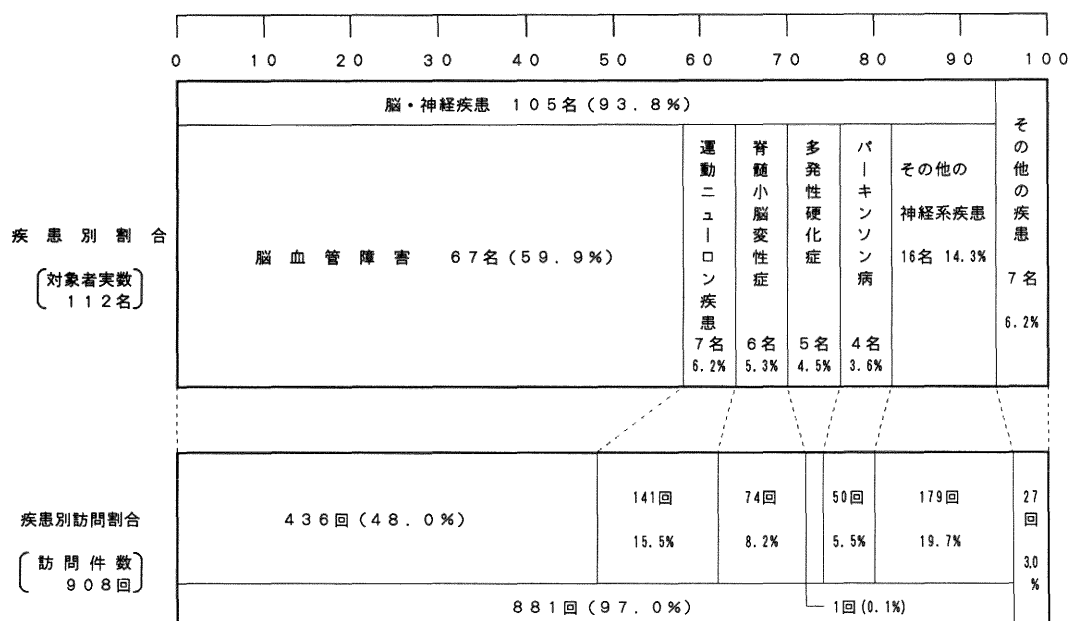 0 10 20 30 40 50 60 70 80 90 100
脳・神経疾患 105名(93.8%)
疾患別割合
対象者実数
112名
脳血管障害 67名(59.9%)
運動ニューロン疾患
7名
6.2%
脊髄小脳変性症
6名
5.3%
多発性硬化症
5名
4.5%
パーキンソン病
4名
3.6%
その他の
神経系疾患
16名 14.3%
その他の疾患
7名
6.2%
疾患別訪問割合
訪問件数
908回
436回(48.0%)
141回
15.5%
74回
8.2%
50回
5.5%
179回
19.7%
27
回
3.0
%
881回(97.0%)
1回(0.1%)